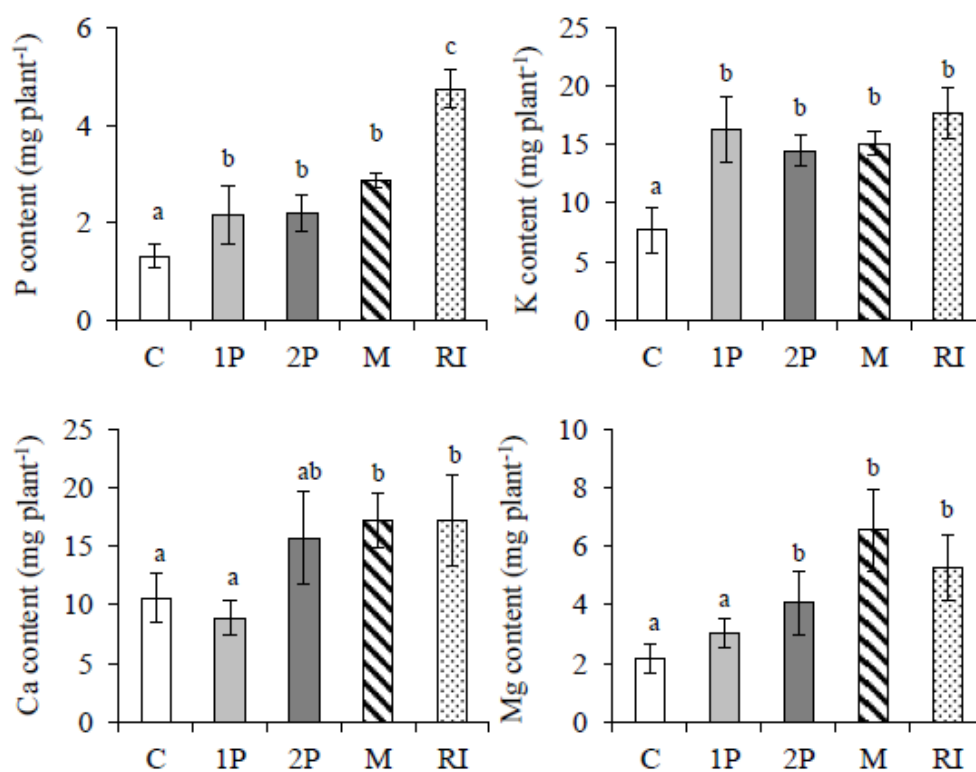 P content (mg plant⁻¹)
6
4
2
0
a
b
b
b
c
C 1P 2P M RI
K content (mg plant⁻¹)
25
20
15
10
5
0
a
b
b
b
b
C 1P 2P M RI
Ca content (mg plant⁻¹)
25
20
15
10
5
0
a
a
ab
b
b
C 1P 2P M RI
Mg content (mg plant⁻¹)
10
8
6
4
2
0
a
a
b
b
b
C 1P 2P M RI